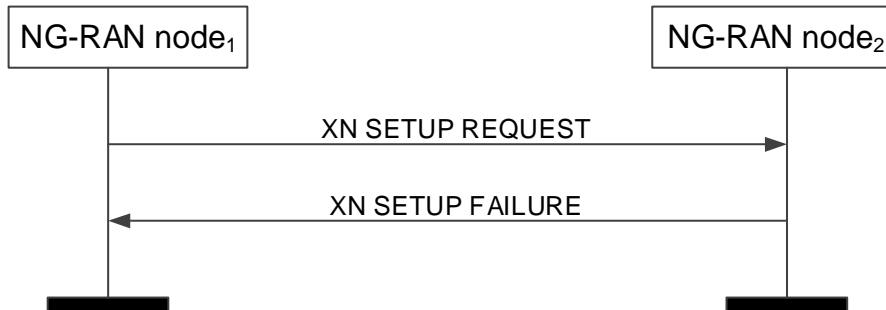 NG-RAN node₁
NG-RAN node₂
XN SETUP REQUEST
XN SETUP FAILURE